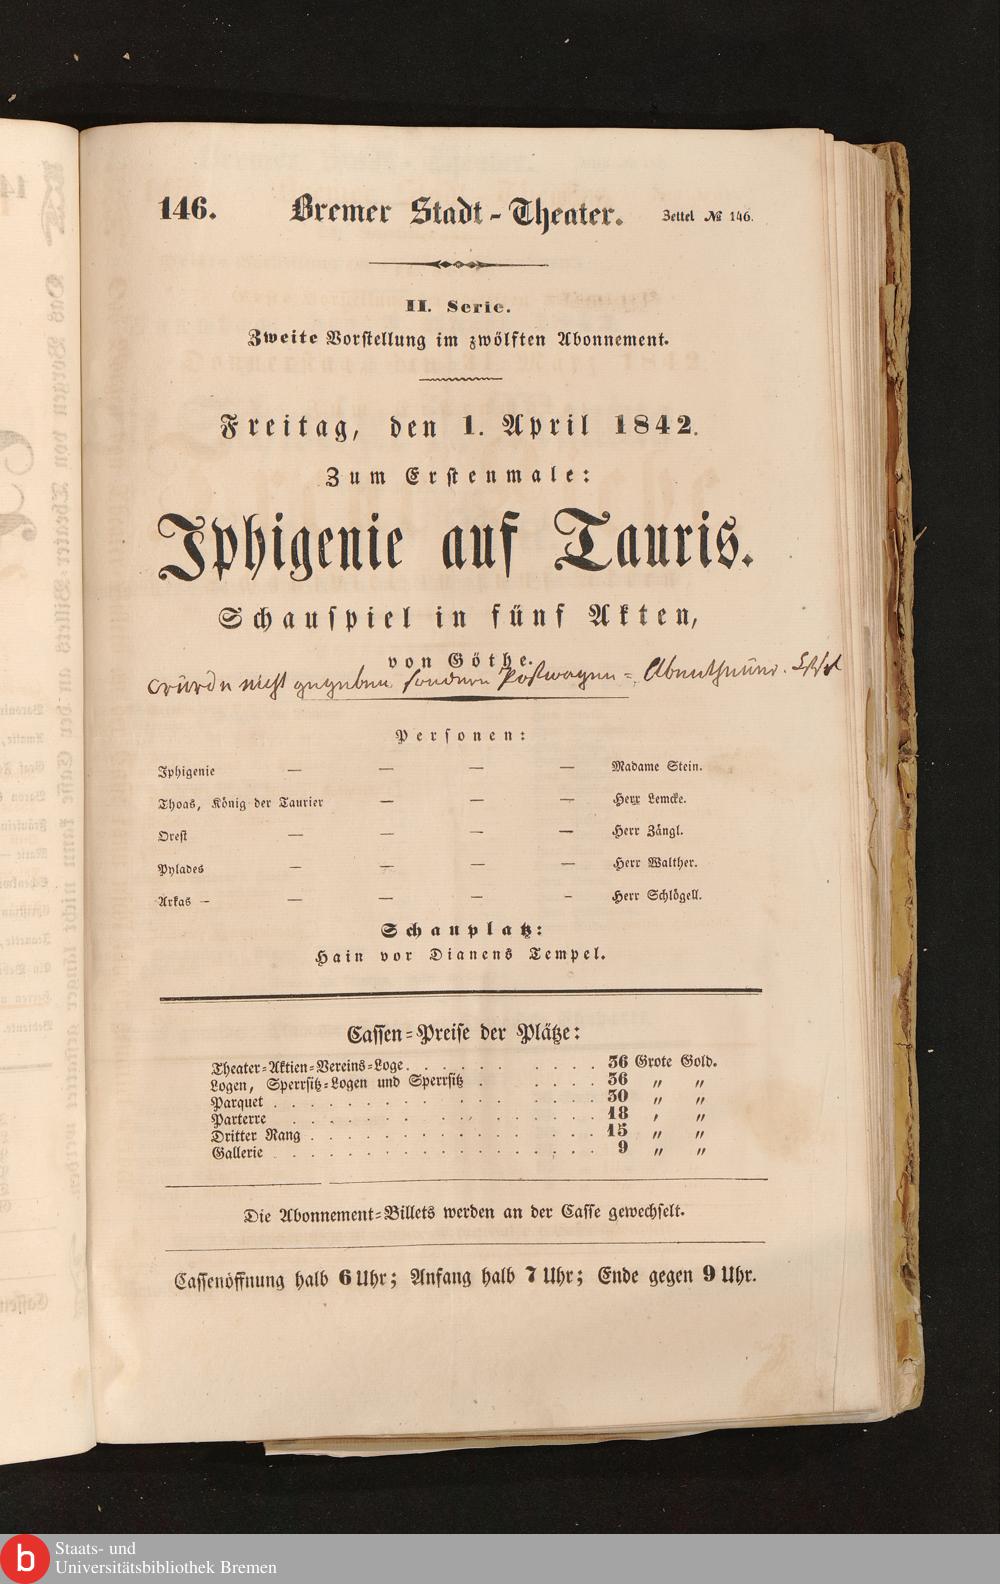 146. Bremer Stadt-Theater. Zettel № 146.
II. Serie.
Zweite Vorstellung im zwölften Abonnement.
Freitag, den 1. April 1842.
Zum Erstenmale:
Iphigenie auf Tauris.
Schauspiel in fünf Akten,
von Göthe.
wurde nicht gegeben sondern Postwagen-Abentheuer.
Personen:
Iphigenie — — — — Madame Stein.
Thoas, König der Taurier — — — Herr Lemcke.
Orest — — — — Herr Zängl.
Pylades — — — — Herr Walther.
Arkas – — — — – Herr Schlögell.
Schauplatz:
Hain vor Dianens Tempel.
Cassen-Preise der Plätze:
Theater-Aktien-Vereins-Loge . . . . . . . . . . . 36 Grote Gold.
Logen, Sperrsitz-Logen und Sperrsitz . . . . . 36 „ „
Parquet . . . . . . . . . . . . . . . . . . 30 „ „
Parterre . . . . . . . . . . . . . . . . . 18 „ „
Dritter Rang . . . . . . . . . . . . . . . . 15 „ „
Gallerie . . . . . . . . . . . . . . . . . . 9 „ „
Die Abonnement-Billets werden an der Casse gewechselt.
Cassenöffnung halb 6 Uhr; Anfang halb 7 Uhr; Ende gegen 9 Uhr.
b Staats- und
Universitätsbibliothek Bremen